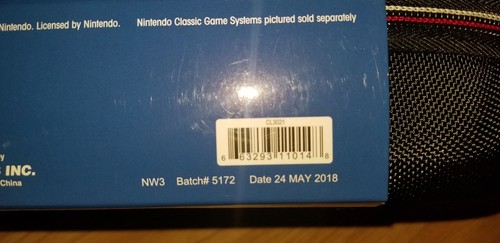 Nintendo. Licensed by Nintendo. Nintendo Classic Game Systems pictured sold separately
CL3021
6 63293 11014 8
INC.
China
NW3 Batch# 5172 Date 24 MAY 2018